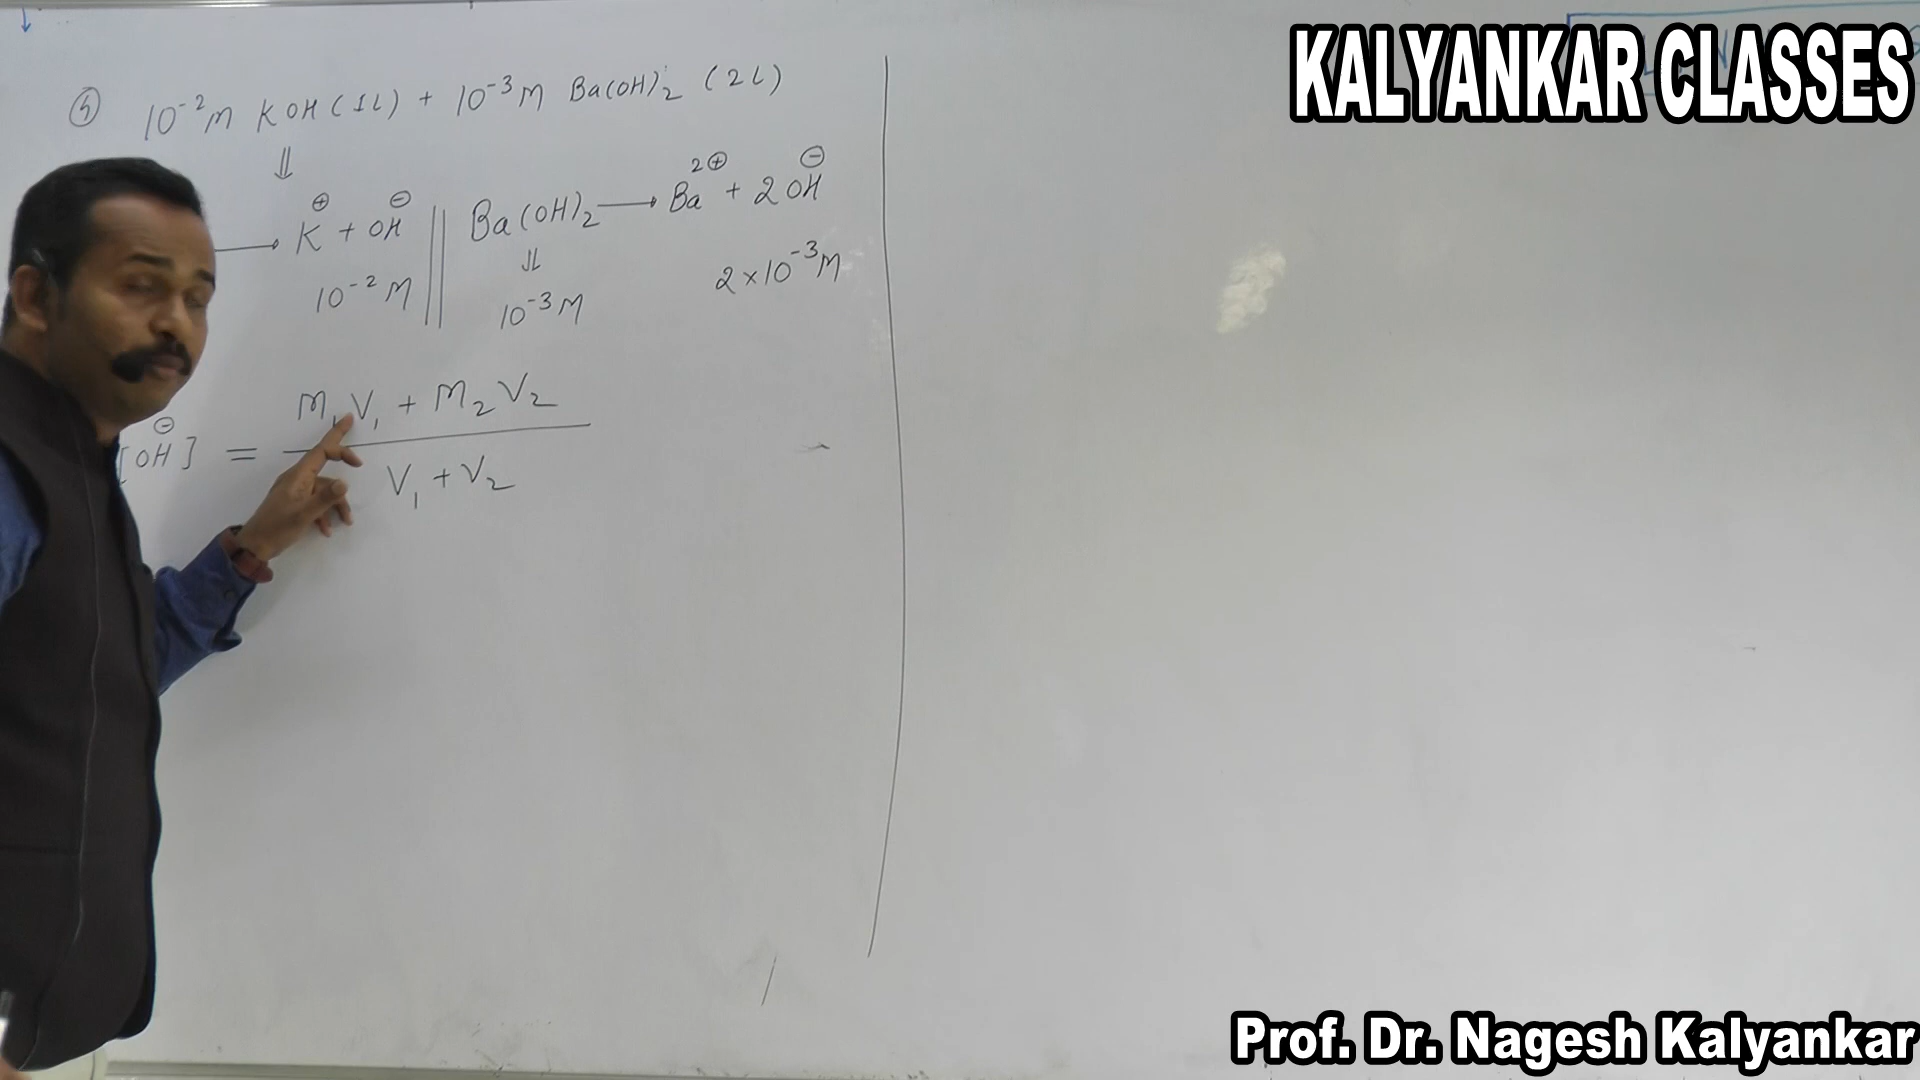 KALYANKAR CLASSES
10⁻²M KOH (1L) + 10⁻³M Ba(OH)₂ (2L)
⇓
⟶ K⊕ + OH⊖ || Ba(OH)₂ ⟶ Ba2⊕ + 2OH⊖
⇓
10⁻²M 10⁻³M 2×10⁻³M
[OH⊖] = M₁V₁ + M₂V₂
V₁ + V₂
Prof. Dr. Nagesh Kalyankar